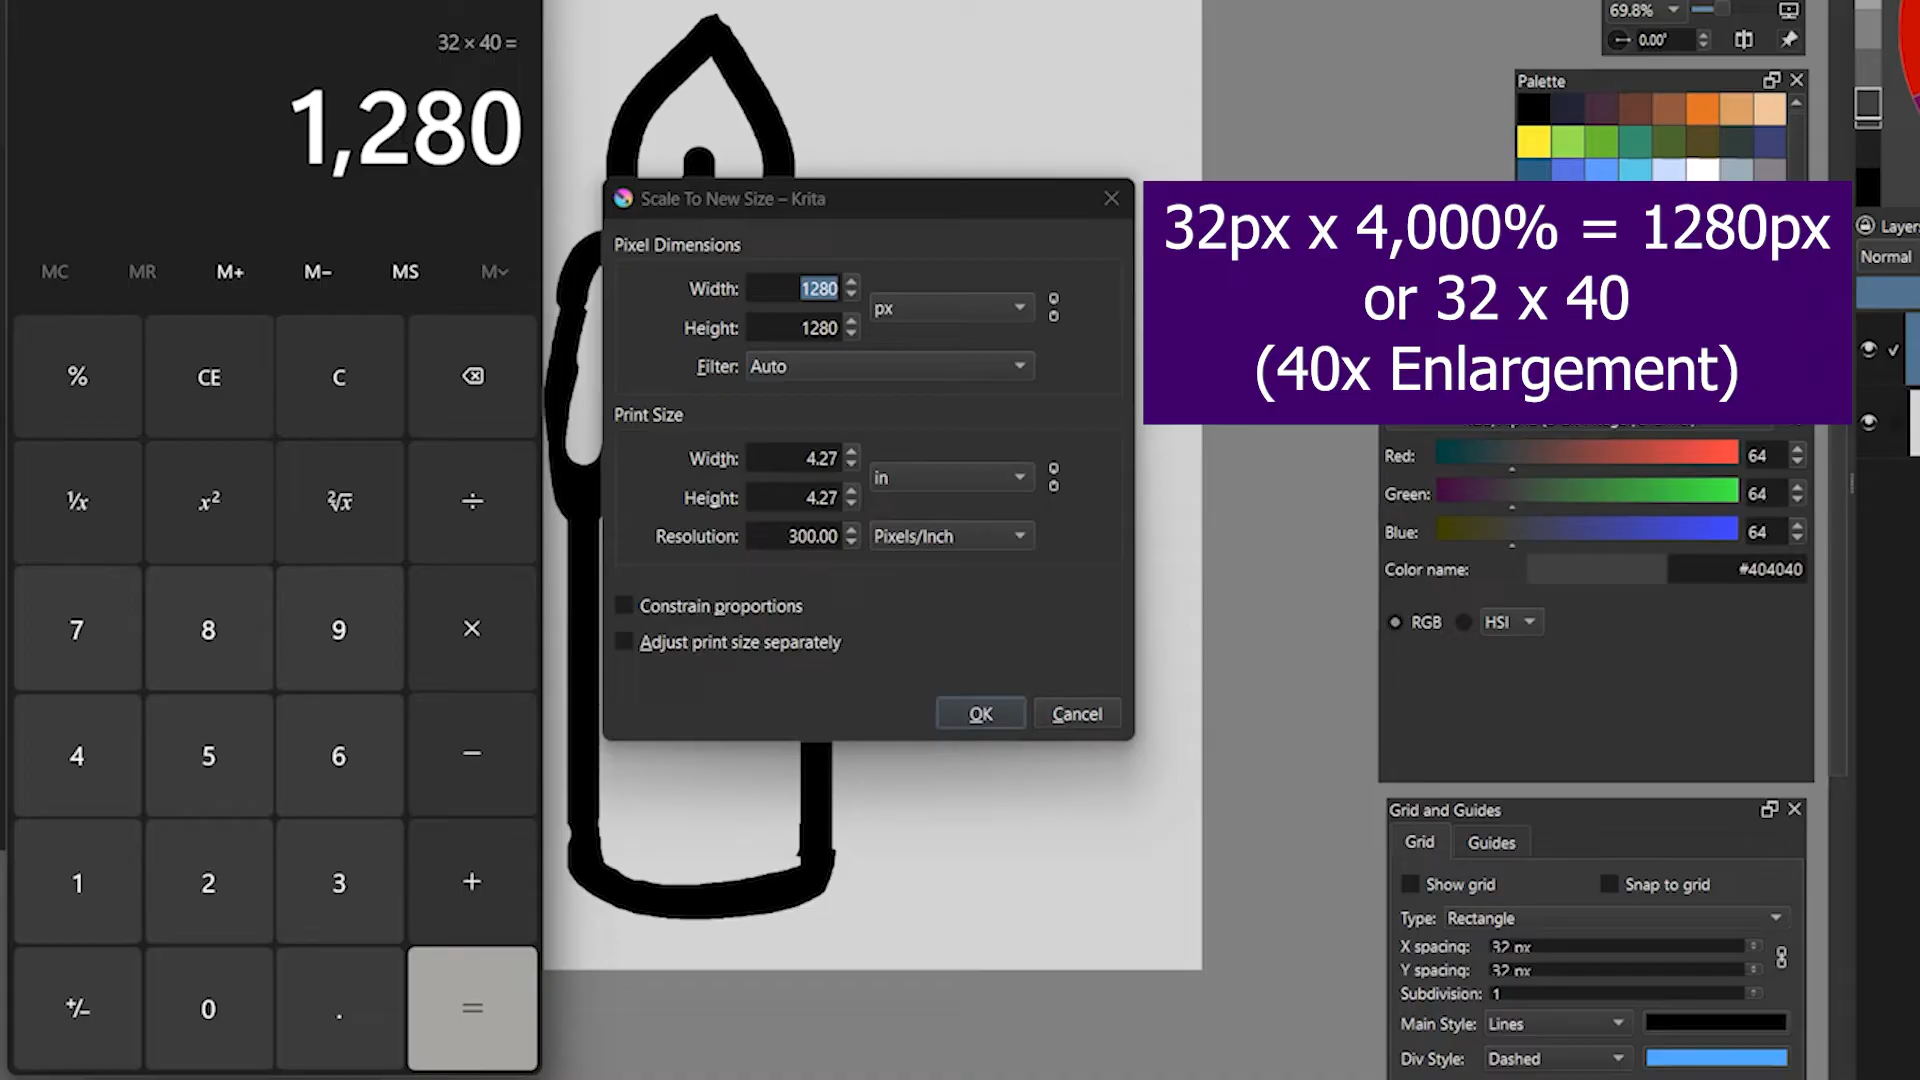 32 × 40 =
1,280
MC MR M+ M− MS M˅
% CE C
¹/x x² ²√x ÷
7 8 9 ×
4 5 6 −
1 2 3 +
+/− 0 . =
Scale To New Size – Krita
Pixel Dimensions
Width: 1280
px
Height: 1280
Filter: Auto
Print Size
Width: 4.27
in
Height: 4.27
Resolution: 300.00 Pixels/Inch
Constrain proportions
Adjust print size separately
OK Cancel
69.8%
0.00°
Palette
32px x 4,000% = 1280px
or 32 x 40
(40x Enlargement)
Layers
Normal
Red: 64
Green: 64
Blue: 64
Color name: #404040
RGB HSI
Grid and Guides
Grid Guides
Show grid Snap to grid
Type: Rectangle
X spacing: 32 px
Y spacing: 32 px
Subdivision: 1
Main Style: Lines
Div Style: Dashed